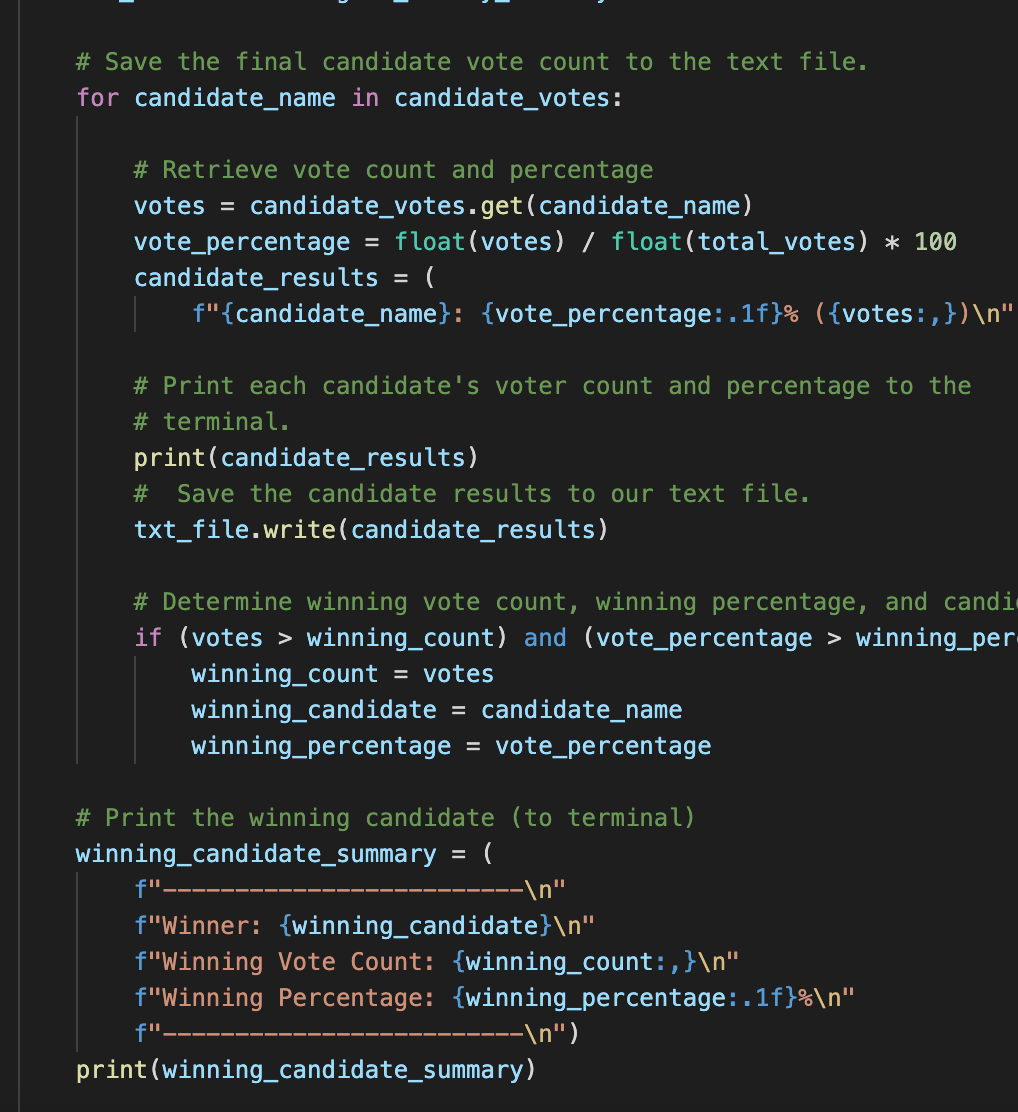 # Save the final candidate vote count to the text file.
for candidate_name in candidate_votes:
# Retrieve vote count and percentage
votes = candidate_votes.get(candidate_name)
vote_percentage = float(votes) / float(total_votes) * 100
candidate_results = (
f"{candidate_name}: {vote_percentage:.1f}% ({votes:,})\n"
# Print each candidate's voter count and percentage to the
# terminal.
print(candidate_results)
#  Save the candidate results to our text file.
txt_file.write(candidate_results)
# Determine winning vote count, winning percentage, and
if (votes > winning_count) and (vote_percentage >
winning_count = votes
winning_candidate = candidate_name
winning_percentage = vote_percentage
# Print the winning candidate (to terminal)
winning_candidate_summary = (
f"-------------------------\n"
f"Winner: {winning_candidate}\n"
f"Winning Vote Count: {winning_count:,}\n"
f"Winning Percentage: {winning_percentage:.1f}%\n"
f"-------------------------\n")
print(winning_candidate_summary)